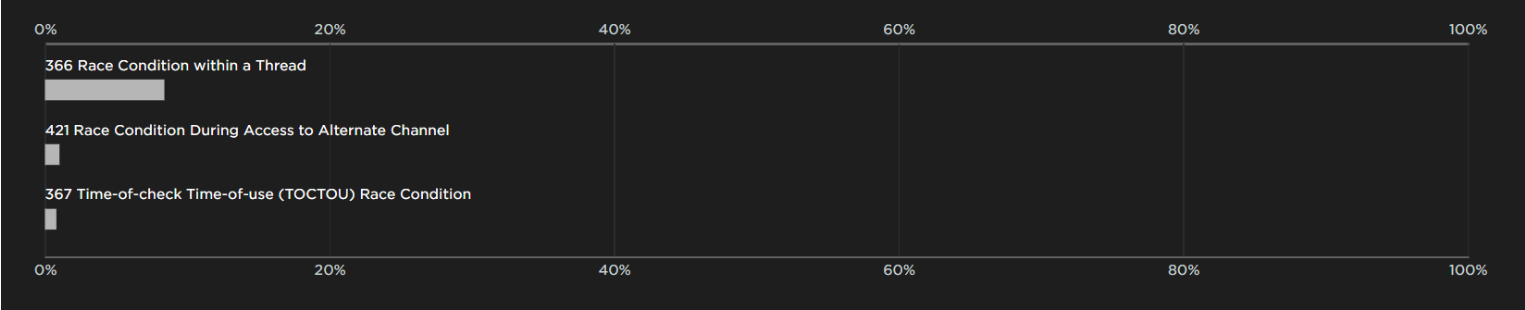 0% 20% 40% 60% 80% 100%
366 Race Condition within a Thread
421 Race Condition During Access to Alternate Channel
367 Time-of-check Time-of-use (TOCTOU) Race Condition
0% 20% 40% 60% 80% 100%